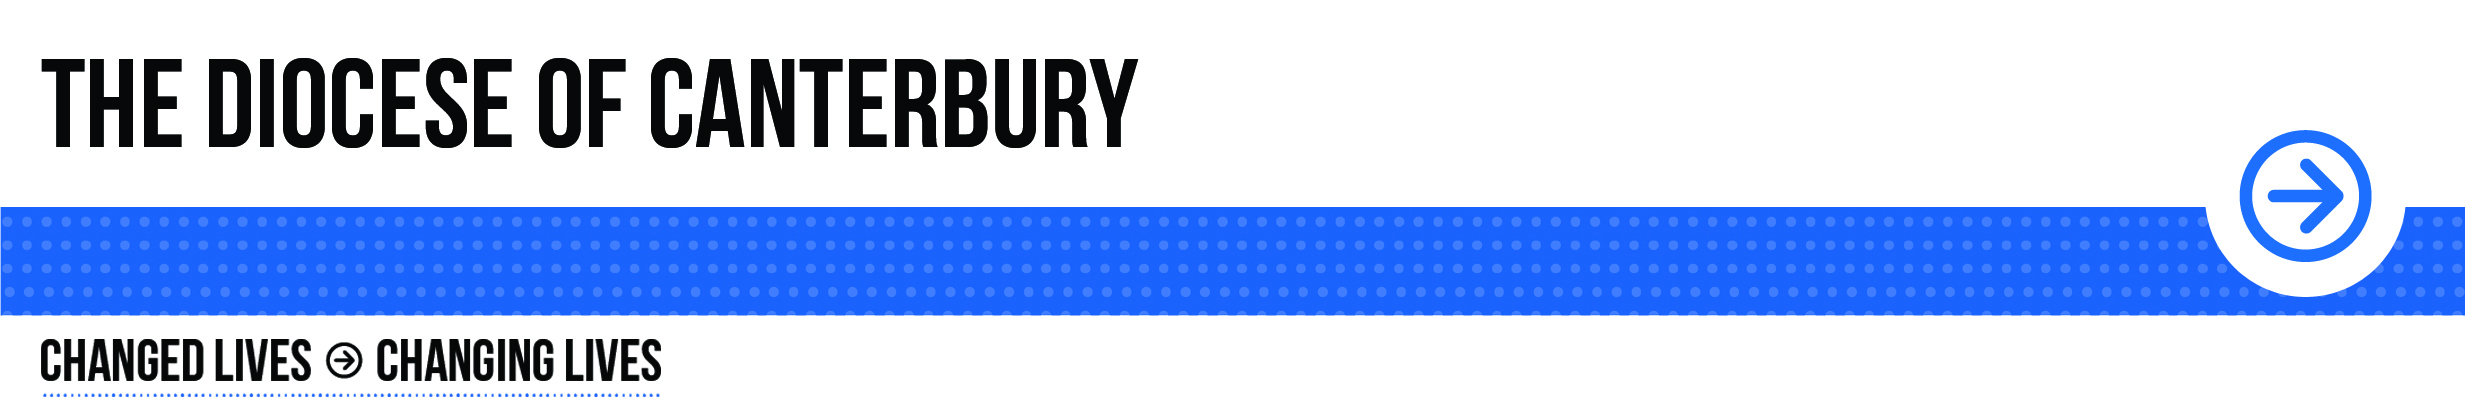 THE DIOCESE OF CANTERBURY
CHANGED LIVES → CHANGING LIVES